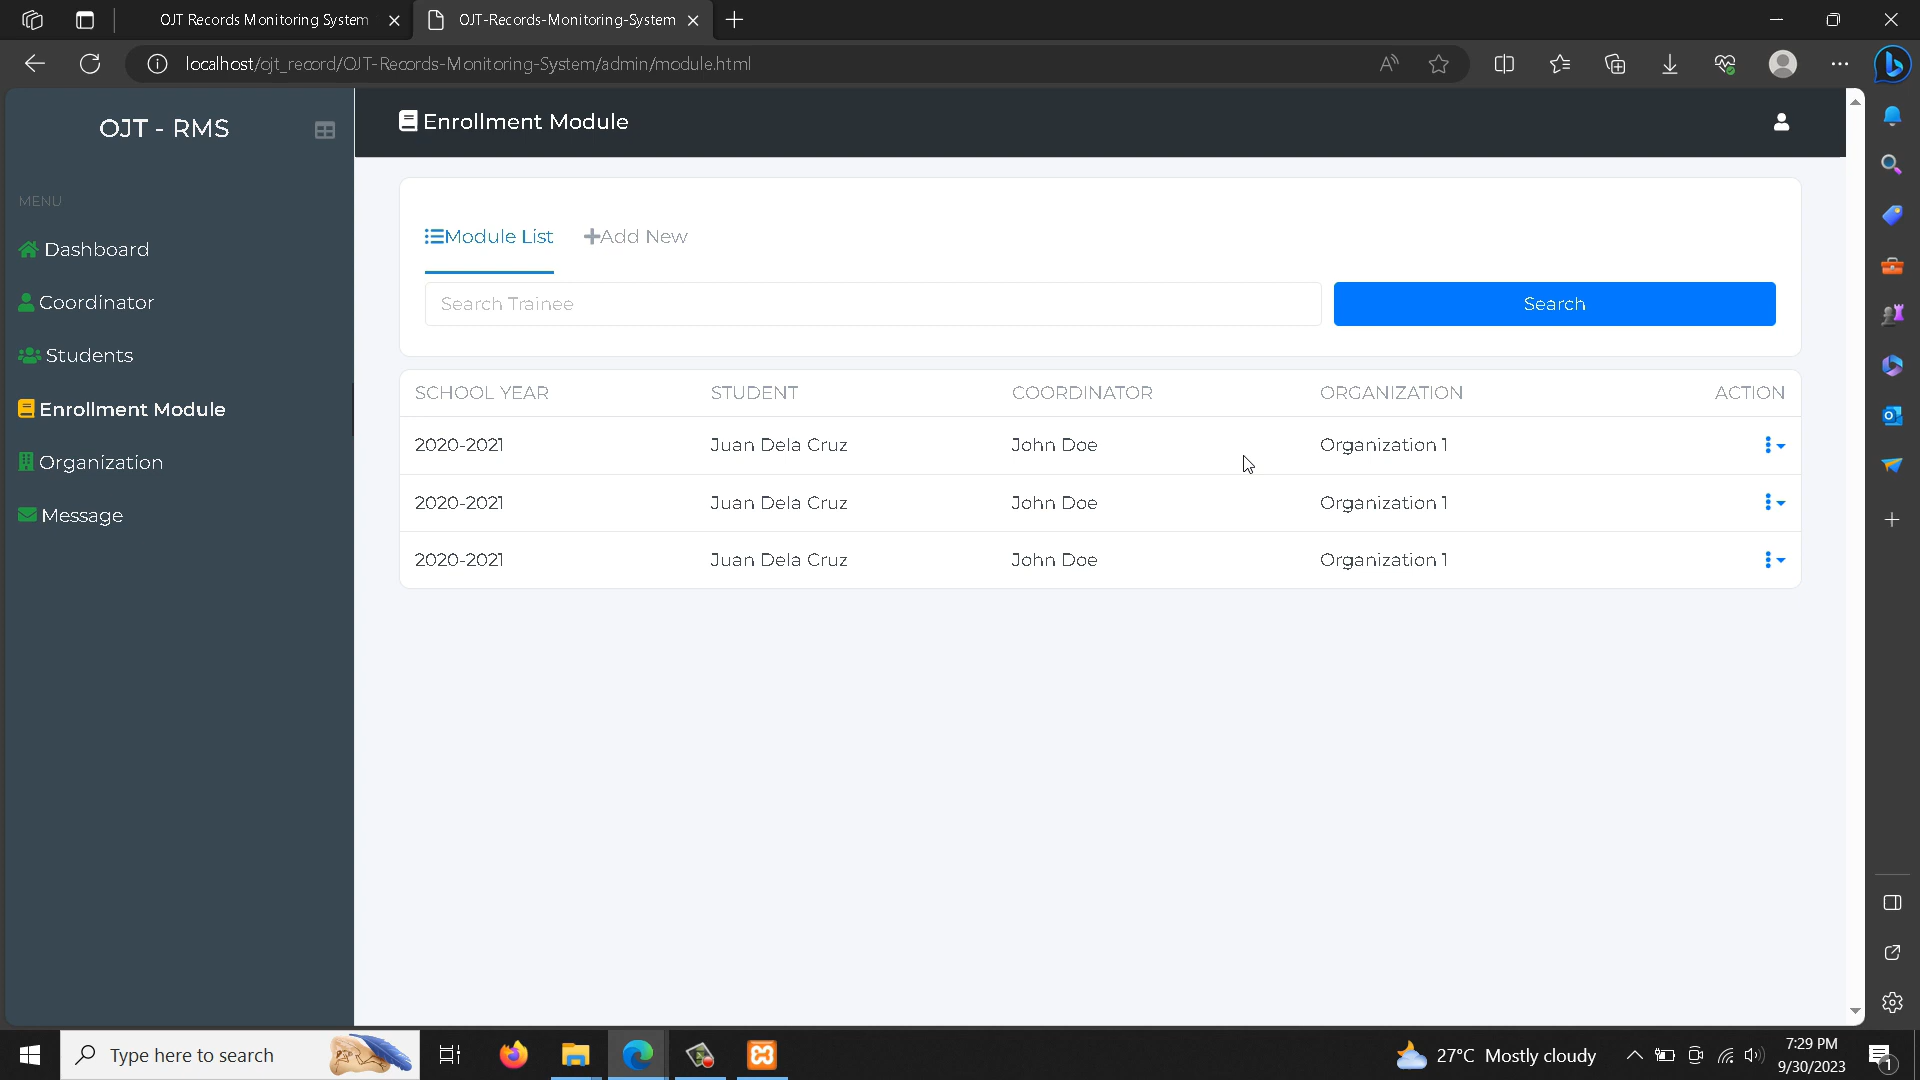 OJT Records Monitoring System
OJT-Records-Monitoring-System
localhost/ojt_record/OJT-Records-Monitoring-System/admin/module.html
OJT - RMS
Enrollment Module
MENU
Dashboard
Coordinator
Students
Enrollment Module
Organization
Message
Module List
Add New
Search Trainee
Search
SCHOOL YEAR STUDENT COORDINATOR ORGANIZATION ACTION
2020-2021 Juan Dela Cruz John Doe Organization 1
2020-2021 Juan Dela Cruz John Doe Organization 1
2020-2021 Juan Dela Cruz John Doe Organization 1
Type here to search
27°C Mostly cloudy
7:29 PM
9/30/2023
1